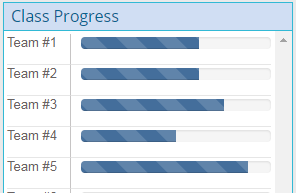 Class Progress
Team #1
Team #2
Team #3
Team #4
Team #5